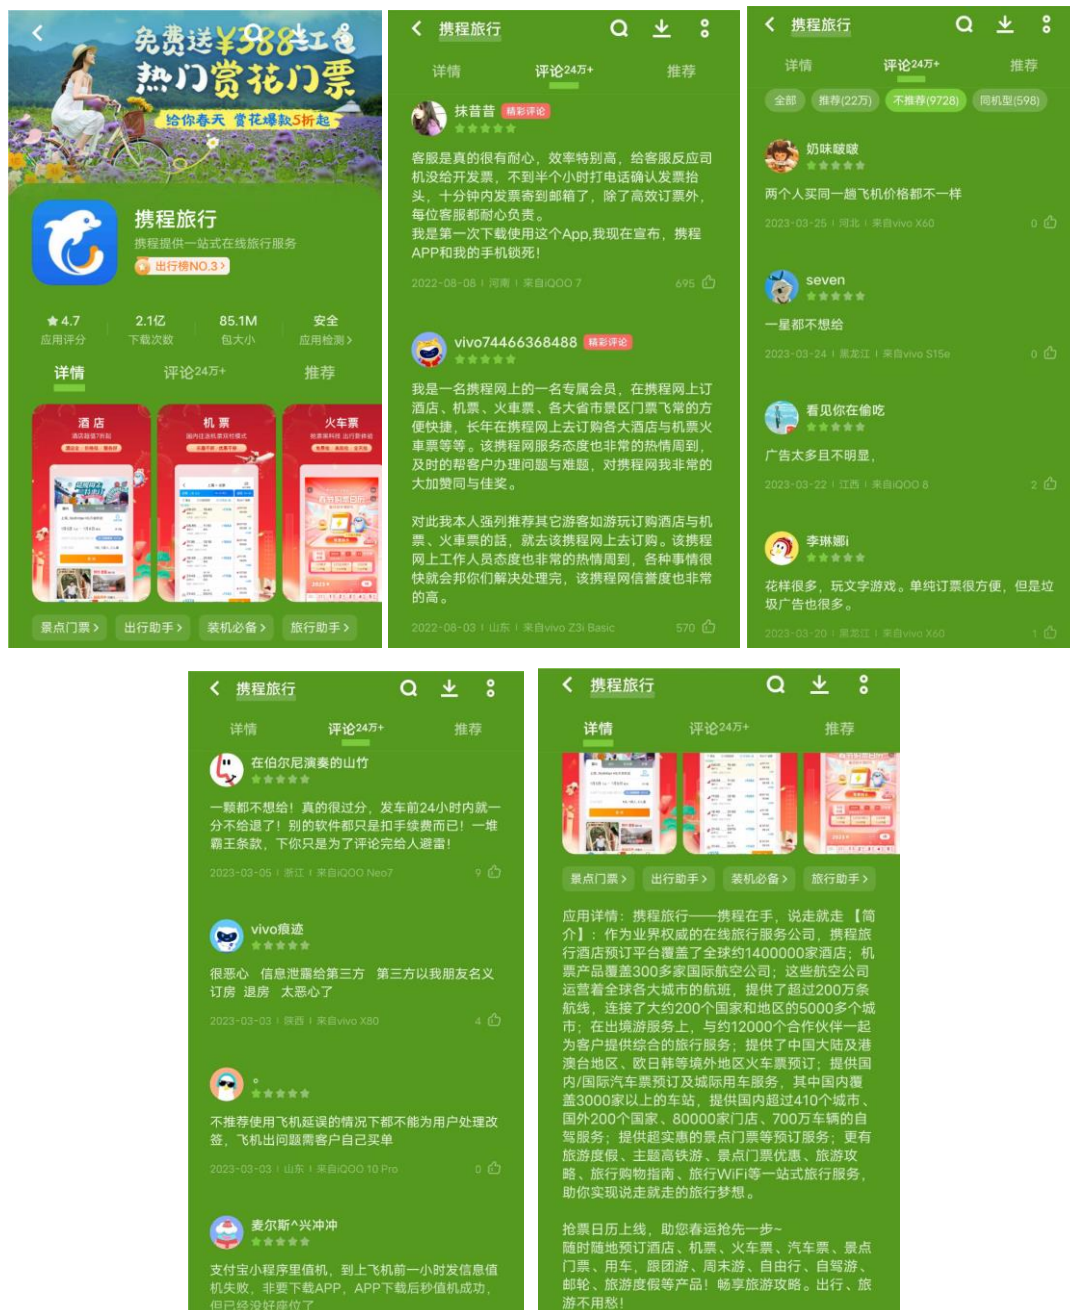 免费送¥388红包
热门赏花门票
给你春天 赏花爆款5折起
携程旅行
携程提供一站式在线旅行服务
出行榜NO.3
4.7
2.1亿
85.1M
安全
应用评分
下载次数
包大小
应用检测
详情
评论24万+
推荐
酒店
机票
火车票
景点门票
出行助手
装机必备
旅行助手
携程旅行
详情
评论24万+
推荐
抹昔昔 精彩评论
客服是真的很有耐心，效率特别高，给客服反应司
机没给开发票，不到半个小时打电话确认发票抬
头，十分钟内发票寄到邮箱了，除了高效订票外，
每位客服都耐心负责。
我是第一次下载使用这个App,我现在宣布，携程
APP和我的手机锁死！
2022-08-08 | 河南 | 来自iQOO 7
695
vivo74466368488 精彩评论
我是一名携程网上的一名专属会员，在携程网上订
酒店、机票、火車票、各大省市景区门票飞常的方
便快捷，长年在携程网上去订购各大酒店与机票火
車票等等。该携程网服务态度也非常的热情周到，
及时的帮客户办理问题与难题，对携程网我非常的
大加赞同与佳奖。
对此我本人强列推荐其它游客如游玩订购酒店与机
票、火車票的話，就去该携程网上去订购。该携程
网上工作人员态度也非常的热情周到，各种事情很
快就会邦你们解决处理完，该携程网信誉度也非常
的高。
2022-08-03 | 山东 | 来自vivo Z3i Basic
570
携程旅行
详情
评论24万+
推荐
全部
推荐(22万)
不推荐(9728)
同机型(598)
奶味啵啵
两个人买同一趟飞机价格都不一样
2023-03-25 | 河北 | 来自vivo X60
0
seven
一星都不想给
2023-03-24 | 黑龙江 | 来自vivo S15e
0
看见你在偷吃
广告太多且不明显，
2023-03-22 | 江西 | 来自iQOO 8
2
李琳娜i
花样很多，玩文字游戏。单纯订票很方便，但是垃
圾广告也很多。
2023-03-20 | 黑龙江 | 来自vivo X60
1
携程旅行
详情
评论24万+
推荐
在伯尔尼演奏的山竹
一颗都不想给！真的很过分，发车前24小时内就一
分不给退了！别的软件都只是扣手续费而已！一堆
霸王条款，下你只是为了评论完给人避雷！
2023-03-05 | 浙江 | 来自iQOO Neo7
9
vivo痕迹
很恶心 信息泄露给第三方 第三方以我朋友名义
订房 退房 太恶心了
2023-03-03 | 陕西 | 来自vivo X80
4
。
不推荐使用飞机延误的情况下都不能为用户处理改
签，飞机出问题需客户自己买单
2023-03-03 | 山东 | 来自iQOO 10 Pro
0
麦尔斯^兴冲冲
支付宝小程序里值机，到上飞机前一小时发信息值
机失败，非要下载APP，APP下载后秒值机成功，
但已经没好座位了
携程旅行
详情
评论24万+
推荐
景点门票
出行助手
装机必备
旅行助手
应用详情：携程旅行——携程在手，说走就走 【简
介】：作为业界权威的在线旅行服务公司，携程旅
行酒店预订平台覆盖了全球约1400000家酒店；机
票产品覆盖300多家国际航空公司；这些航空公司
运营着全球各大城市的航班，提供了超过200万条
航线，连接了大约200个国家和地区的5000多个城
市；在出境游服务上，与约12000个合作伙伴一起
为客户提供综合的旅行服务；提供了中国大陆及港
澳台地区、欧日韩等境外地区火车票预订；提供国
内/国际汽车票预订及城际用车服务，其中国内覆
盖3000家以上的车站，提供国内超过410个城市、
国外200个国家、80000家门店、700万车辆的自
驾服务；提供超实惠的景点门票等预订服务；更有
旅游度假、主题高铁游、景点门票优惠、旅游攻
略、旅行购物指南、旅行WiFi等一站式旅行服务，
助你实现说走就走的旅行梦想。
抢票日历上线，助您春运抢先一步~
随时随地预订酒店、机票、火车票、汽车票、景点
门票、用车，跟团游、周末游、自由行、自驾游、
邮轮、旅游度假等产品！畅享旅游攻略。出行、旅
游不用愁！